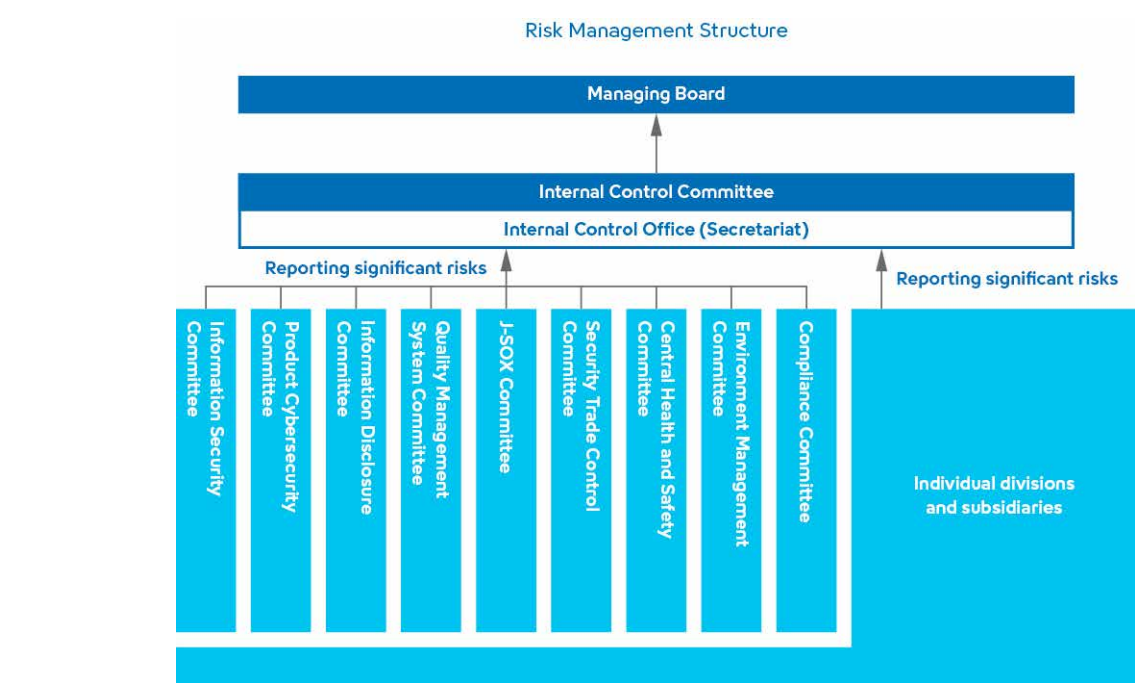 Risk Management Structure
Managing Board
Internal Control Committee
Internal Control Office (Secretariat)
Reporting significant risks
Reporting significant risks
Information Security
Committee
Product Cybersecurity
Committee
Information Disclosure
Committee
Quality Management
System Committee
J-SOX Committee
Security Trade Control
Committee
Central Health and Safety
Committee
Environment Management
Committee
Compliance Committee
Individual divisions
and subsidiaries